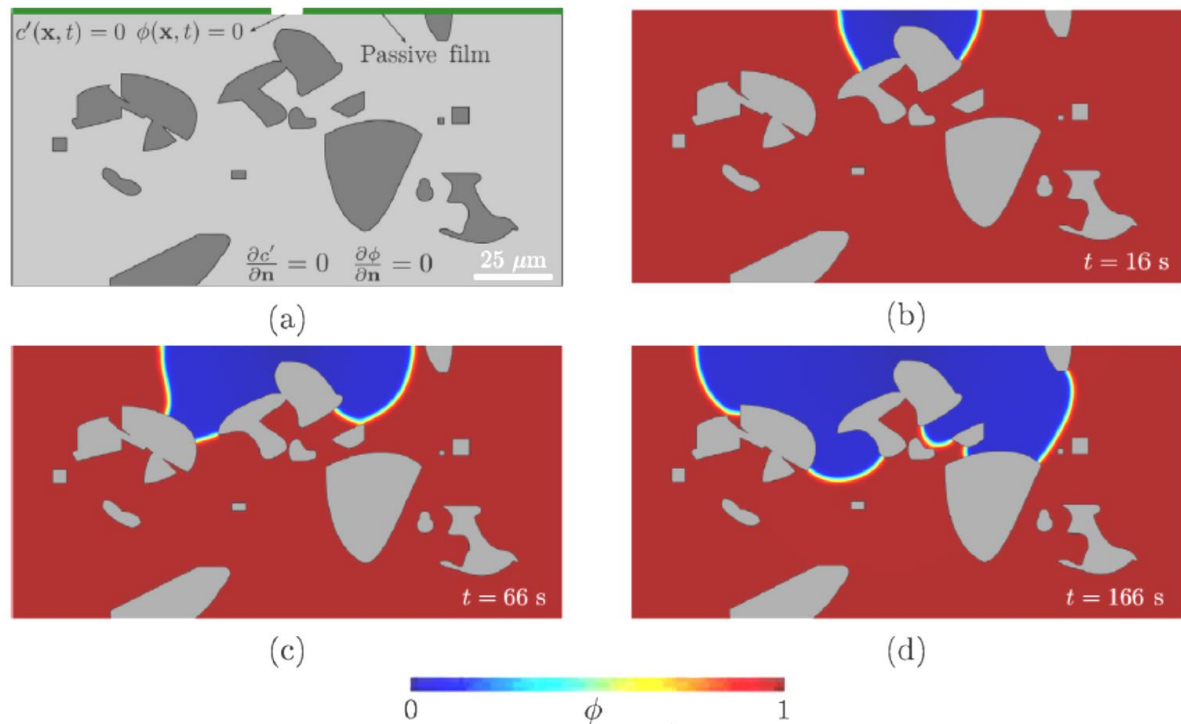 c′(x, t) = 0 ϕ(x, t) = 0
Passive film
∂c′/∂n = 0 ∂ϕ/∂n = 0
25 μm
(a)
t = 16 s
(b)
t = 66 s
(c)
t = 166 s
(d)
0 ϕ 1